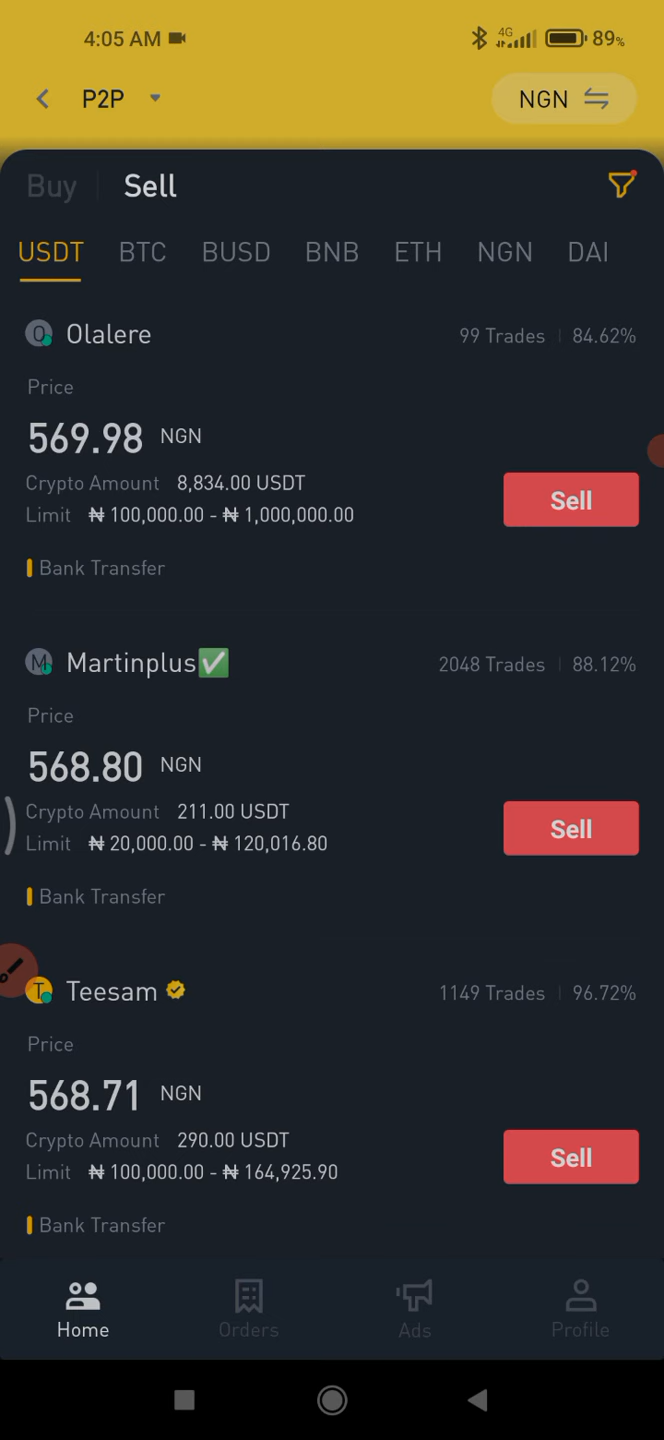 4:05 AM
4G
89%
P2P
NGN
Buy
Sell
USDT BTC BUSD BNB ETH NGN DAI
O Olalere
99 Trades | 84.62%
Price
569.98 NGN
Crypto Amount 8,834.00 USDT
Limit ₦ 100,000.00 - ₦ 1,000,000.00
Sell
Bank Transfer
M Martinplus✅
2048 Trades | 88.12%
Price
568.80 NGN
Crypto Amount 211.00 USDT
Limit ₦ 20,000.00 - ₦ 120,016.80
Sell
Bank Transfer
T Teesam
1149 Trades | 96.72%
Price
568.71 NGN
Crypto Amount 290.00 USDT
Limit ₦ 100,000.00 - ₦ 164,925.90
Sell
Bank Transfer
Home Orders Ads Profile